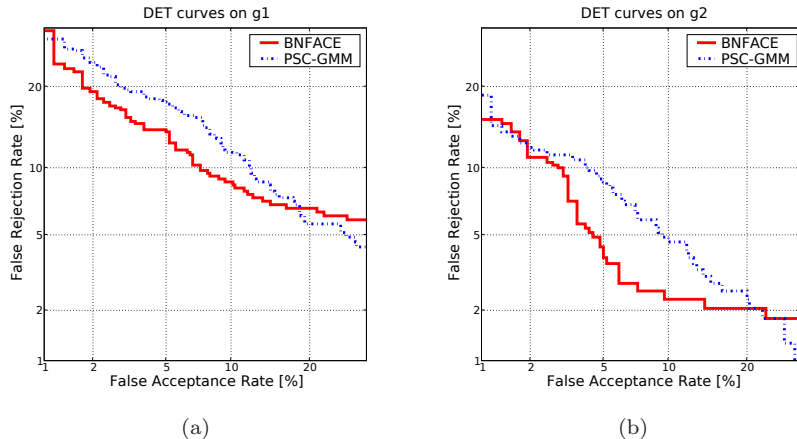 DET curves on g1
BNFACE
PSC-GMM
False Rejection Rate [%]
20
10
5
2
1
1 2 5 10 20
False Acceptance Rate [%]
(a)
DET curves on g2
BNFACE
PSC-GMM
False Rejection Rate [%]
20
10
5
2
1
1 2 5 10 20
False Acceptance Rate [%]
(b)